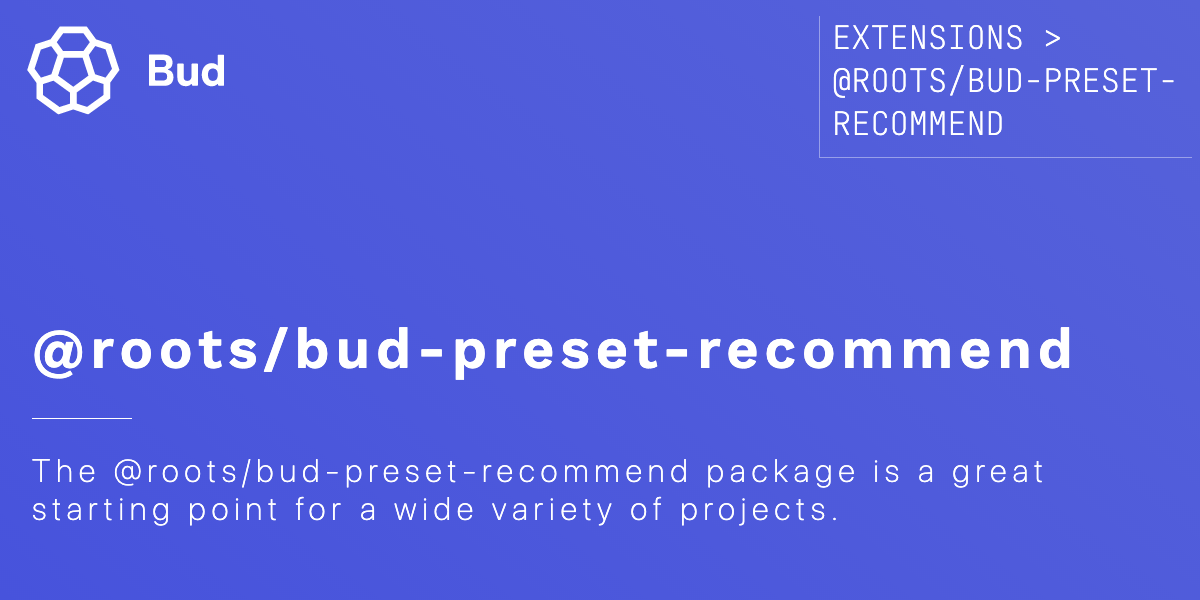 Bud
EXTENSIONS >
@ROOTS/BUD-PRESET-
RECOMMEND
@roots/bud-preset-recommend
The @roots/bud-preset-recommend package is a great
starting point for a wide variety of projects.